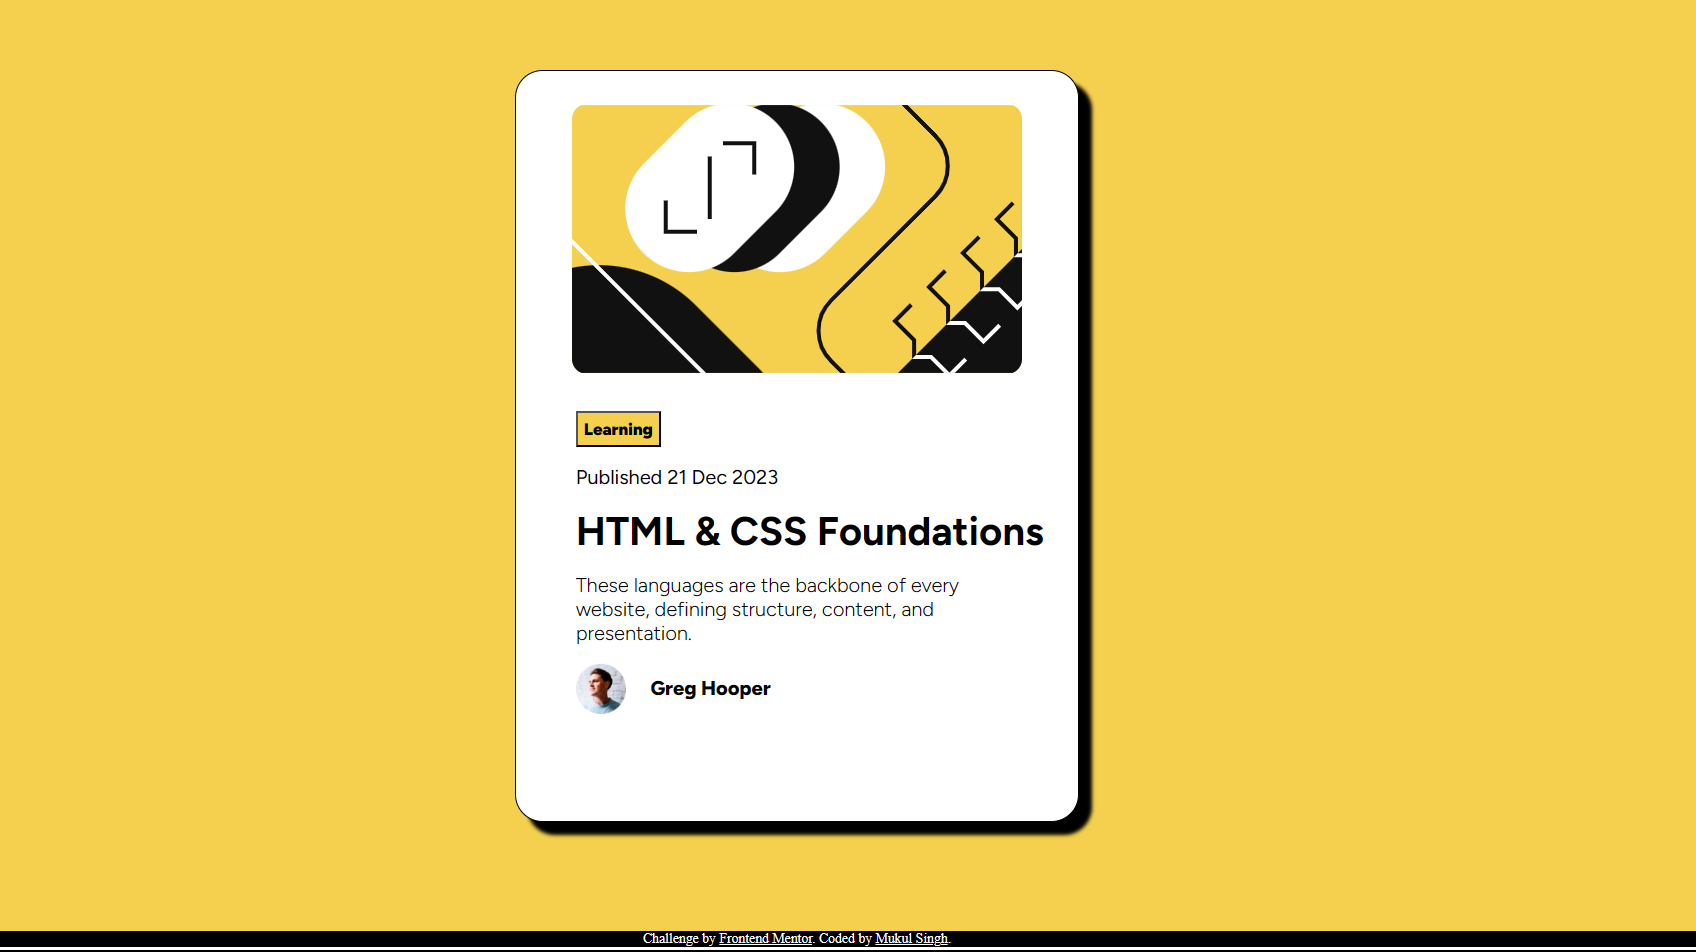 Learning
Published 21 Dec 2023
HTML & CSS Foundations
These languages are the backbone of every
website, defining structure, content, and
presentation.
Greg Hooper
Challenge by Frontend Mentor. Coded by Mukul Singh.